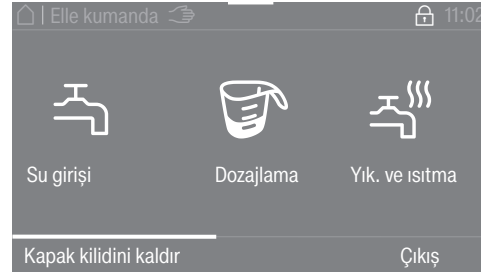 Elle kumanda 11:02
Su girişi Dozajlama Yık. ve ısıtma
Kapak kilidini kaldır Çıkış